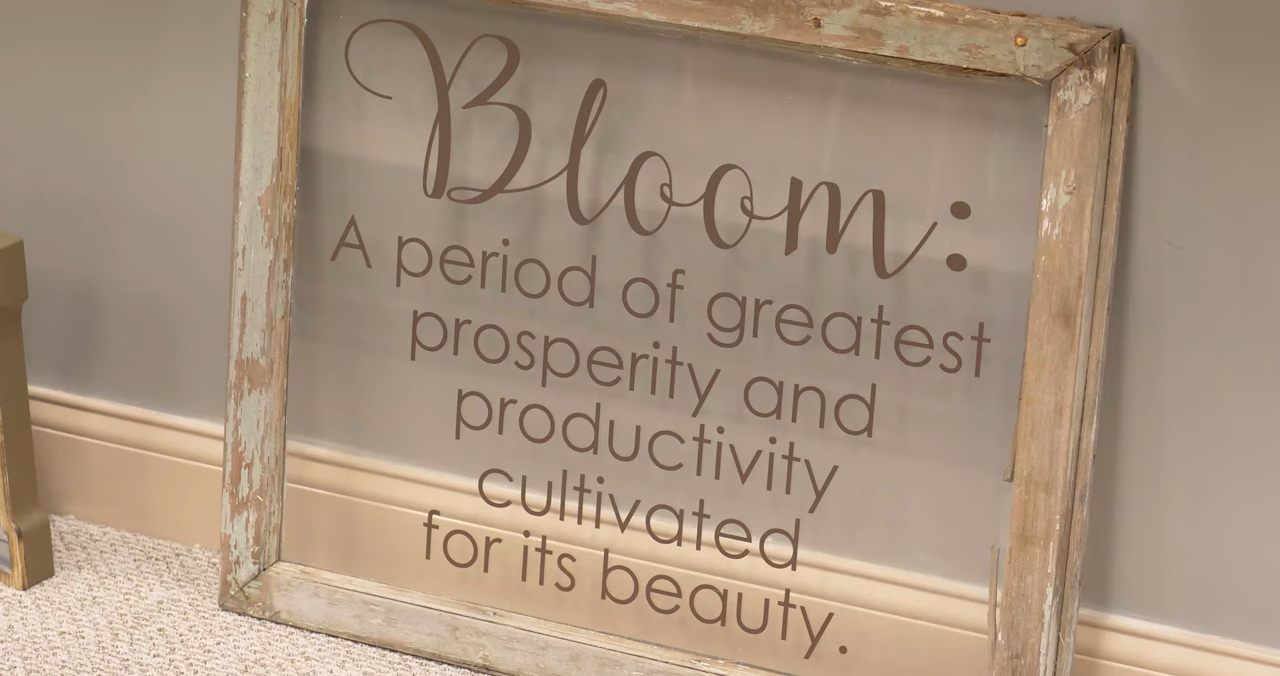 Bloom:
A period of greatest
prosperity and
productivity
cultivated
for its beauty.